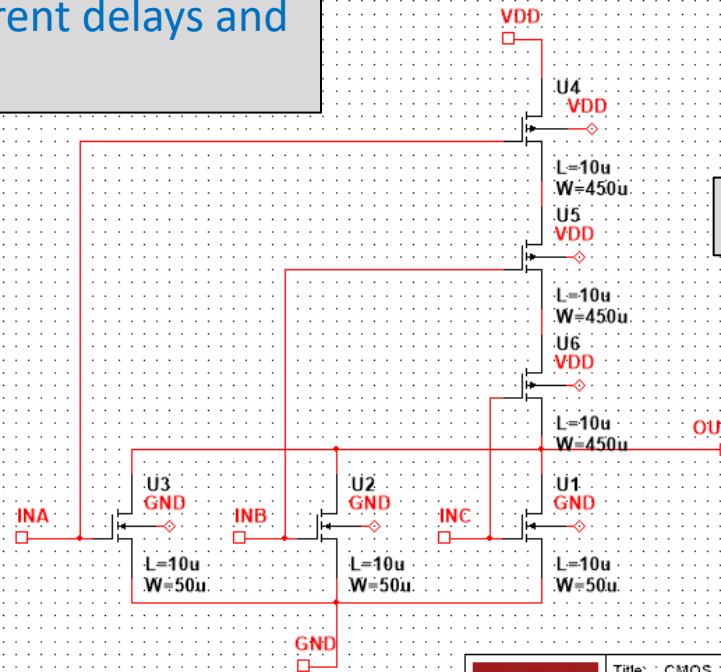 rent delays and
VDD
U4
VDD
L=10u
W=450u
U5
VDD
L=10u
W=450u
U6
VDD
L=10u
W=450u
OU
U3
GND
INA
L=10u
W=50u
U2
GND
INB
L=10u
W=50u
U1
GND
INC
L=10u
W=50u
GND
Title: CMOS